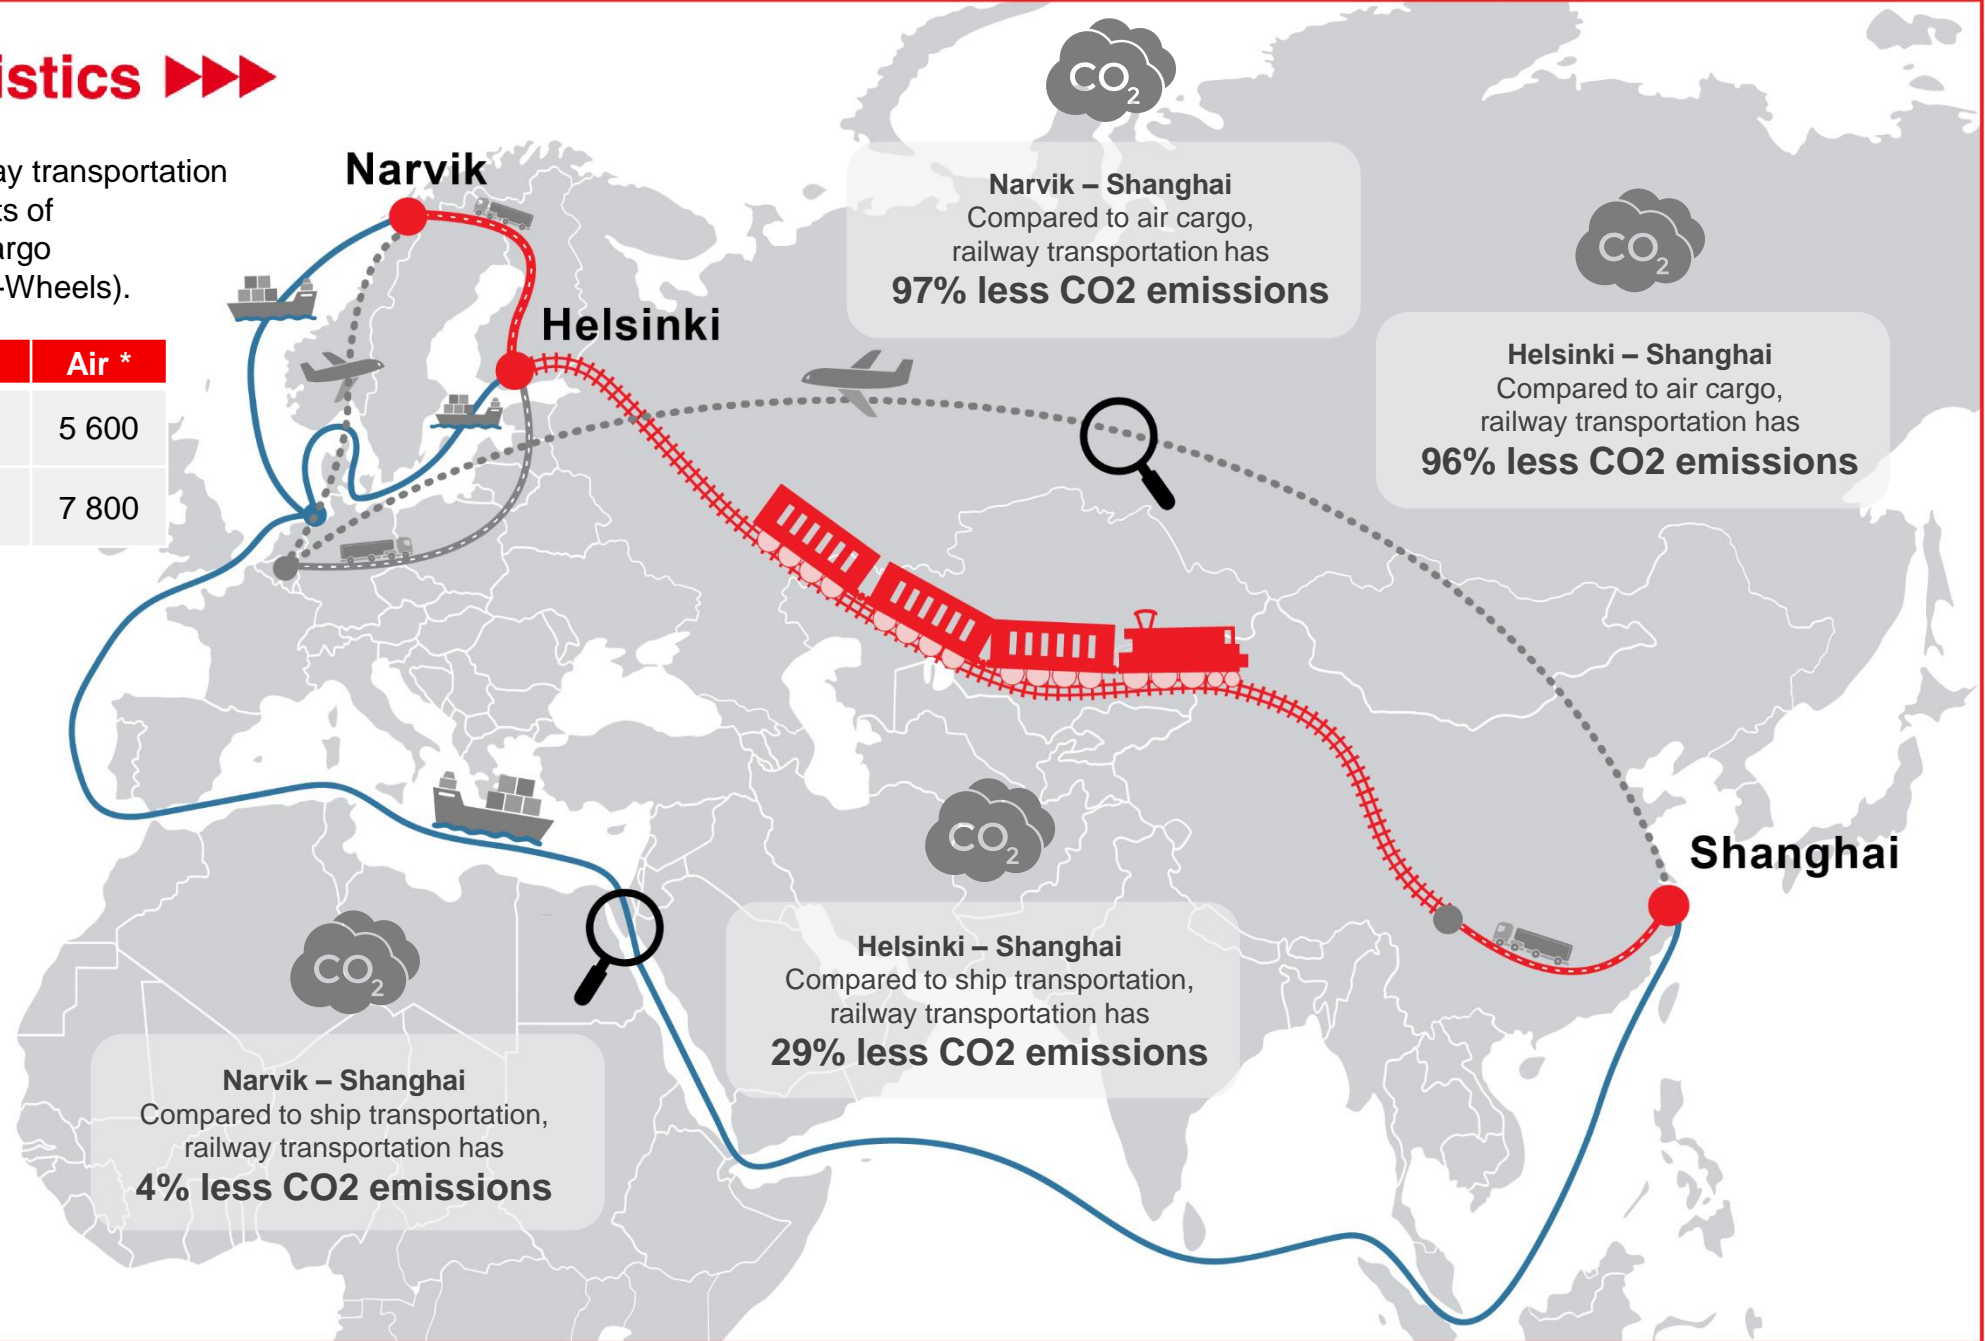 istics
ay transportation
ts of
argo
-Wheels).
Air *
5 600
7 800
Narvik
Helsinki
Shanghai
CO2
Narvik – Shanghai
Compared to air cargo,
railway transportation has
97% less CO2 emissions
CO2
Helsinki – Shanghai
Compared to air cargo,
railway transportation has
96% less CO2 emissions
CO2
Helsinki – Shanghai
Compared to ship transportation,
railway transportation has
29% less CO2 emissions
CO2
Narvik – Shanghai
Compared to ship transportation,
railway transportation has
4% less CO2 emissions